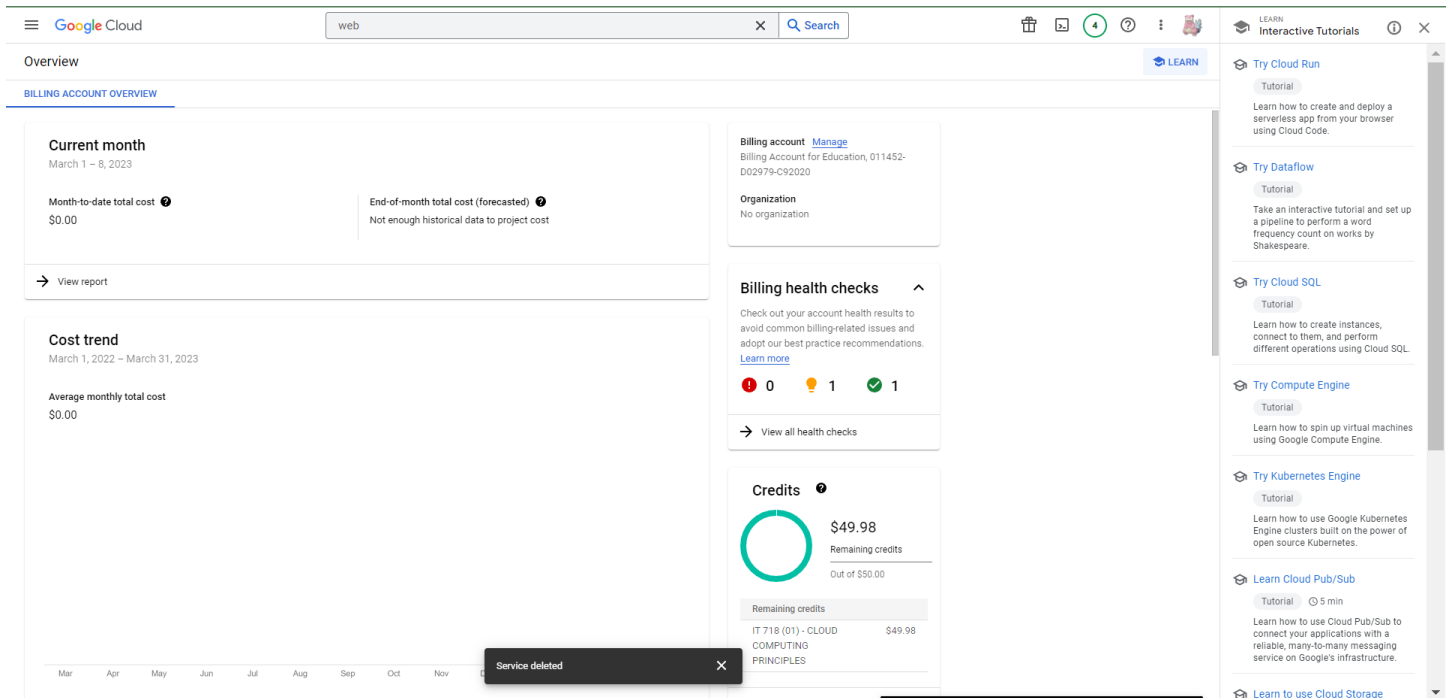 Google Cloud
web
Search
4
LEARN
Interactive Tutorials
Overview
LEARN
BILLING ACCOUNT OVERVIEW
Current month
March 1 – 8, 2023
Month-to-date total cost
$0.00
End-of-month total cost (forecasted)
Not enough historical data to project cost
View report
Cost trend
March 1, 2022 – March 31, 2023
Average monthly total cost
$0.00
Mar Apr May Jun Jul Aug Sep Oct Nov
Billing account Manage
Billing Account for Education, 011452-
D02979-C92020
Organization
No organization
Billing health checks
Check out your account health results to
avoid common billing-related issues and
adopt our best practice recommendations.
Learn more
0 1 1
View all health checks
Credits
$49.98
Remaining credits
Out of $50.00
Remaining credits
IT 718 (01) - CLOUD $49.98
COMPUTING
PRINCIPLES
Service deleted
Try Cloud Run
Tutorial
Learn how to create and deploy a
serverless app from your browser
using Cloud Code.
Try Dataflow
Tutorial
Take an interactive tutorial and set up
a pipeline to perform a word
frequency count on works by
Shakespeare.
Try Cloud SQL
Tutorial
Learn how to create instances,
connect to them, and perform
different operations using Cloud SQL.
Try Compute Engine
Tutorial
Learn how to spin up virtual machines
using Google Compute Engine.
Try Kubernetes Engine
Tutorial
Learn how to use Google Kubernetes
Engine clusters built on the power of
open source Kubernetes.
Learn Cloud Pub/Sub
Tutorial 5 min
Learn how to use Cloud Pub/Sub to
connect your applications with a
reliable, many-to-many messaging
service on Google's infrastructure.
Learn to use Cloud Storage